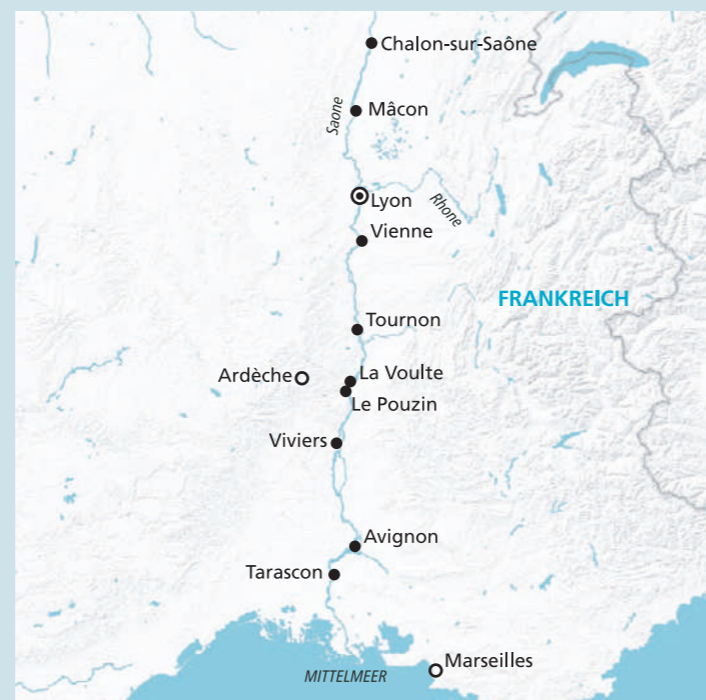 Chalon-sur-Saône
Saone
Mâcon
Lyon
Rhone
Vienne
FRANKREICH
Tournon
La Voulte
Ardèche
Le Pouzin
Viviers
Avignon
Tarascon
Marseilles
MITTELMEER